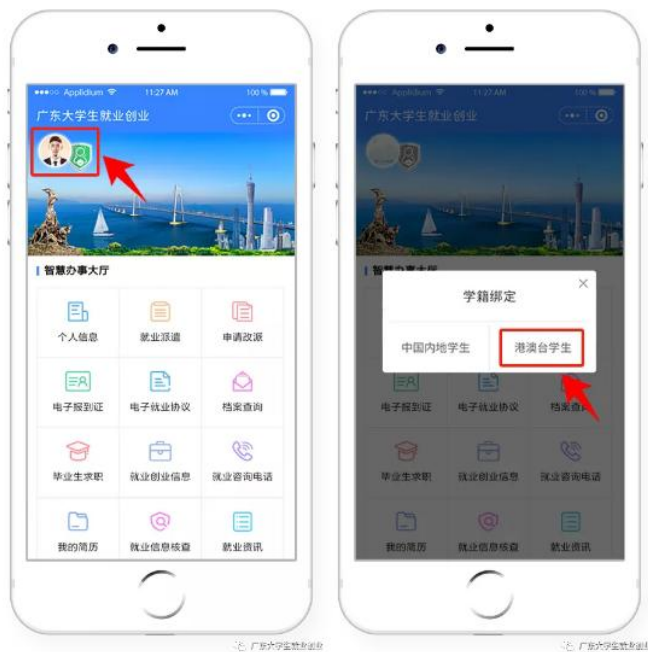 Applidium
11:27 AM
100 %
广东大学生就业创业
智慧办事大厅
个人信息
就业派遣
申请改派
电子报到证
电子就业协议
档案查询
毕业生求职
就业创业信息
就业咨询电话
我的简历
就业信息核查
就业资讯
广东大学生就业创业
Applidium
11:27 AM
100 %
广东大学生就业创业
智慧办事大厅
学籍绑定
中国内地学生
港澳台学生
电子报到证
电子就业协议
档案查询
毕业生求职
就业创业信息
就业咨询电话
我的简历
就业信息核查
就业资讯
广东大学生就业创业